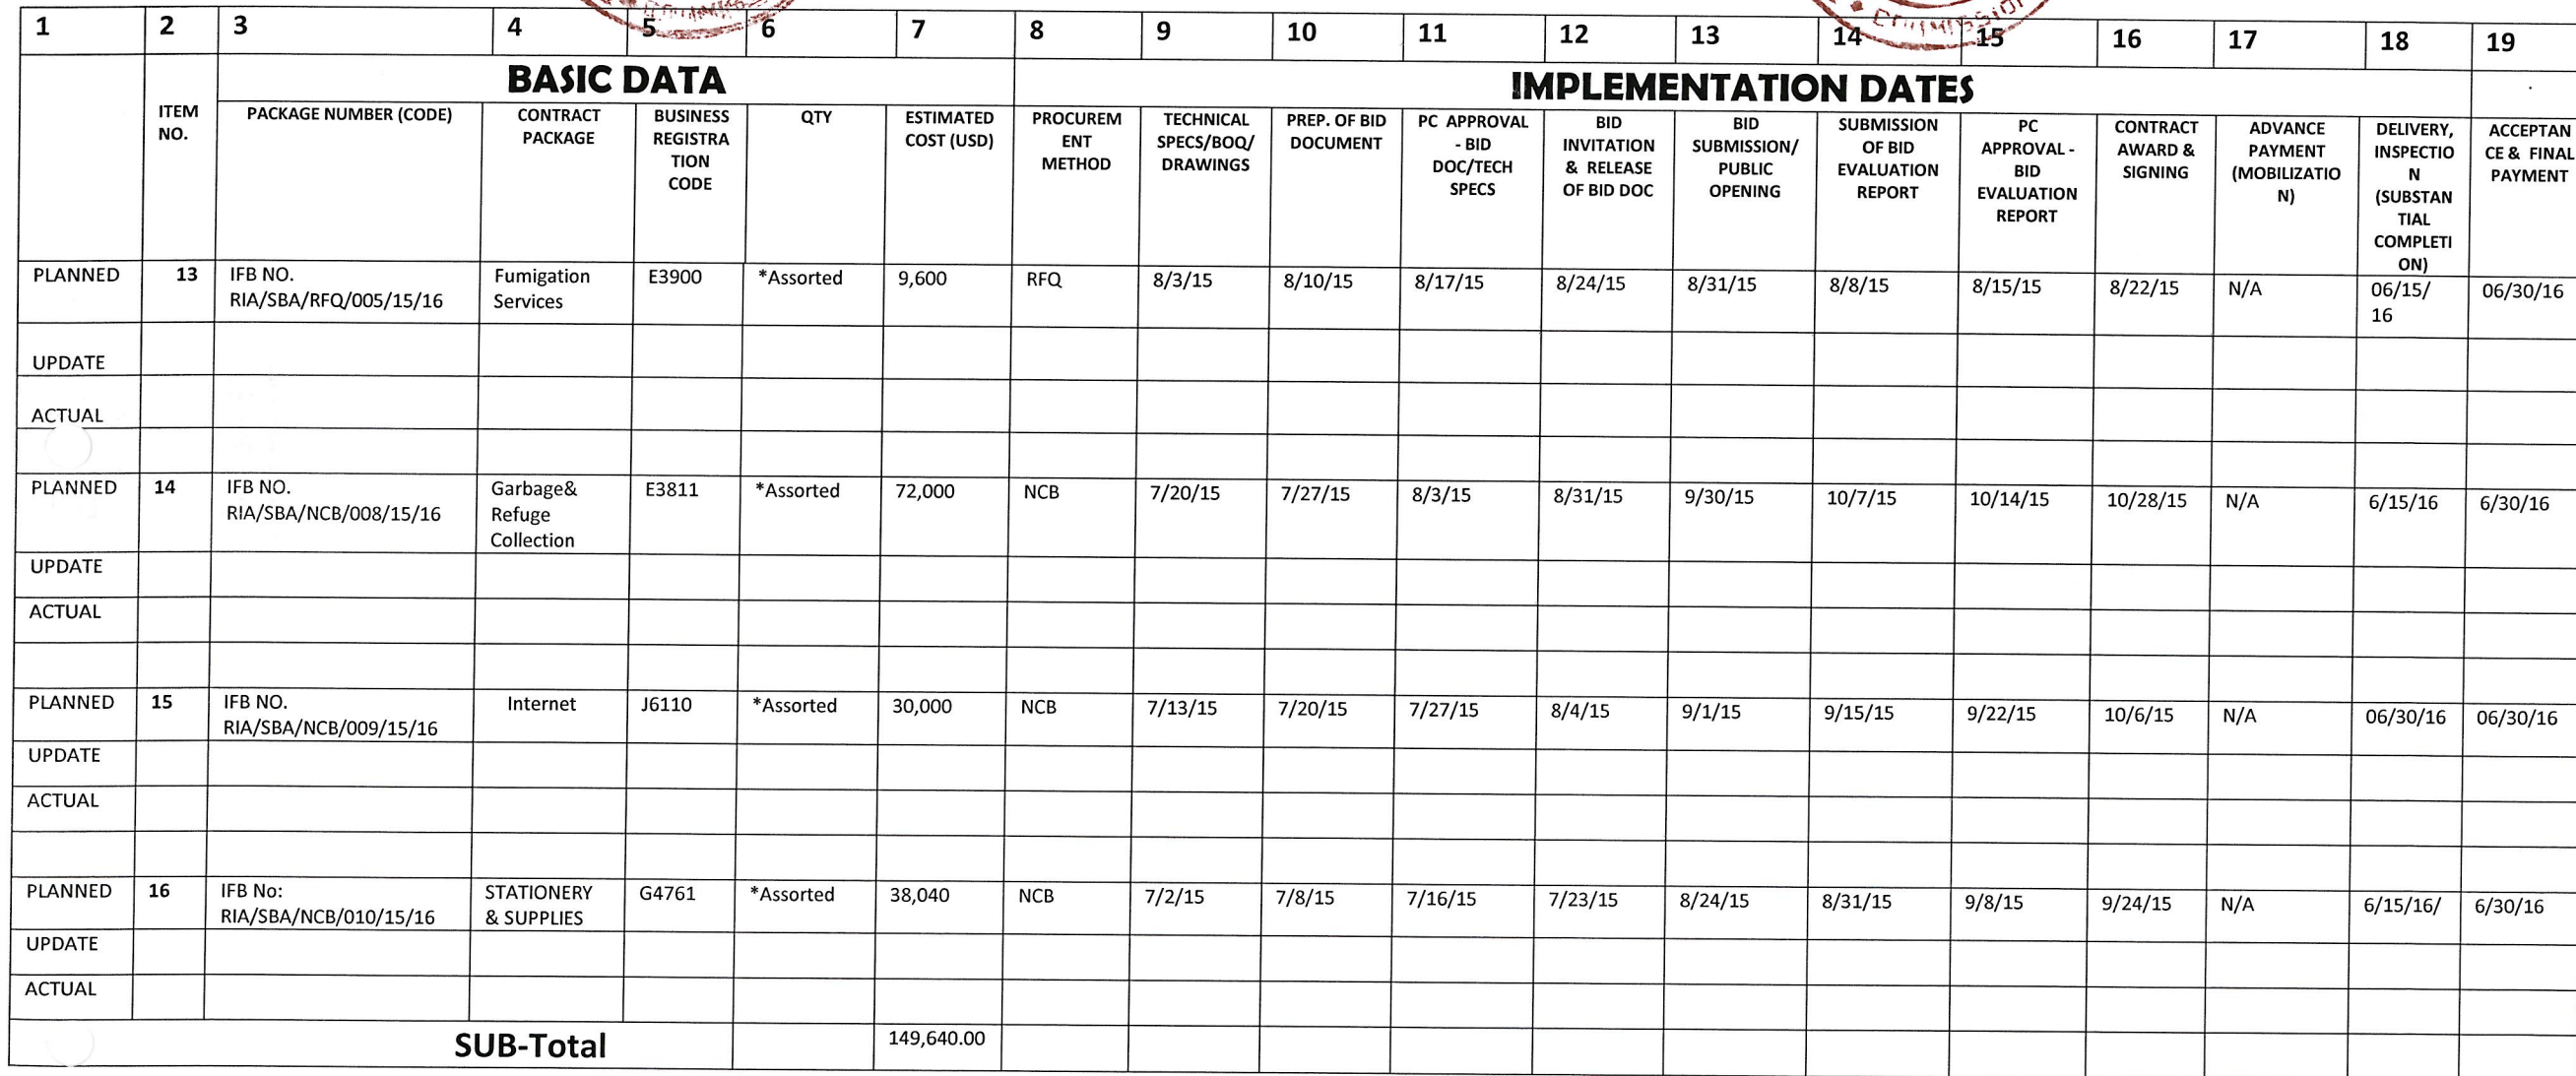 COMMISSION
1 2 3 4 5 6 7 8 9 10 11 12 13 14 15 16 17 18 19
BASIC DATA IMPLEMENTATION DATES
ITEM NO. PACKAGE NUMBER (CODE) CONTRACT PACKAGE BUSINESS REGISTRA TION CODE QTY ESTIMATED COST (USD) PROCUREM ENT METHOD TECHNICAL SPECS/BOQ/ DRAWINGS PREP. OF BID DOCUMENT PC APPROVAL - BID DOC/TECH SPECS BID INVITATION & RELEASE OF BID DOC BID SUBMISSION/ PUBLIC OPENING SUBMISSION OF BID EVALUATION REPORT PC APPROVAL - BID EVALUATION REPORT CONTRACT AWARD & SIGNING ADVANCE PAYMENT (MOBILIZATIO N) DELIVERY, INSPECTIO N (SUBSTAN TIAL COMPLETI ON) ACCEPTAN CE & FINAL PAYMENT
PLANNED 13 IFB NO. RIA/SBA/RFQ/005/15/16 Fumigation Services E3900 *Assorted 9,600 RFQ 8/3/15 8/10/15 8/17/15 8/24/15 8/31/15 8/8/15 8/15/15 8/22/15 N/A 06/15/ 16 06/30/16
UPDATE
ACTUAL
PLANNED 14 IFB NO. RIA/SBA/NCB/008/15/16 Garbage& Refuge Collection E3811 *Assorted 72,000 NCB 7/20/15 7/27/15 8/3/15 8/31/15 9/30/15 10/7/15 10/14/15 10/28/15 N/A 6/15/16 6/30/16
UPDATE
ACTUAL
PLANNED 15 IFB NO. RIA/SBA/NCB/009/15/16 Internet J6110 *Assorted 30,000 NCB 7/13/15 7/20/15 7/27/15 8/4/15 9/1/15 9/15/15 9/22/15 10/6/15 N/A 06/30/16 06/30/16
UPDATE
ACTUAL
PLANNED 16 IFB No: RIA/SBA/NCB/010/15/16 STATIONERY & SUPPLIES G4761 *Assorted 38,040 NCB 7/2/15 7/8/15 7/16/15 7/23/15 8/24/15 8/31/15 9/8/15 9/24/15 N/A 6/15/16/ 6/30/16
UPDATE
ACTUAL
SUB-Total 149,640.00